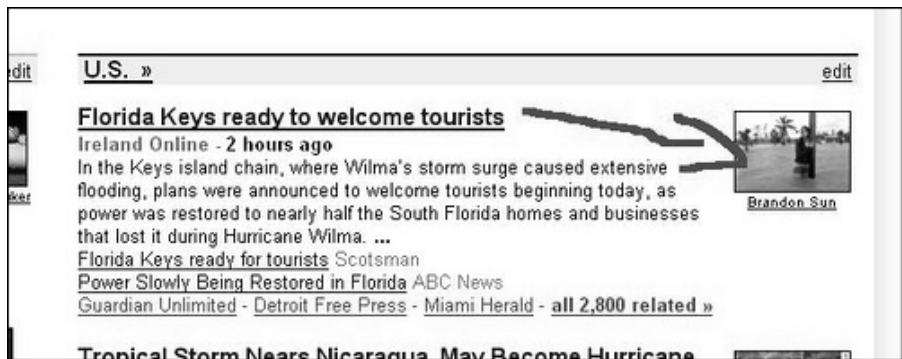 edit
U.S. »
edit
Florida Keys ready to welcome tourists
Ireland Online - 2 hours ago
In the Keys island chain, where Wilma's storm surge caused extensive
flooding, plans were announced to welcome tourists beginning today, as
power was restored to nearly half the South Florida homes and businesses
that lost it during Hurricane Wilma. ...
Florida Keys ready for tourists Scotsman
Power Slowly Being Restored in Florida ABC News
Guardian Unlimited - Detroit Free Press - Miami Herald - all 2,800 related »
Brandon Sun
Tropical Storm Nears Nicaragua, May Become Hurricane